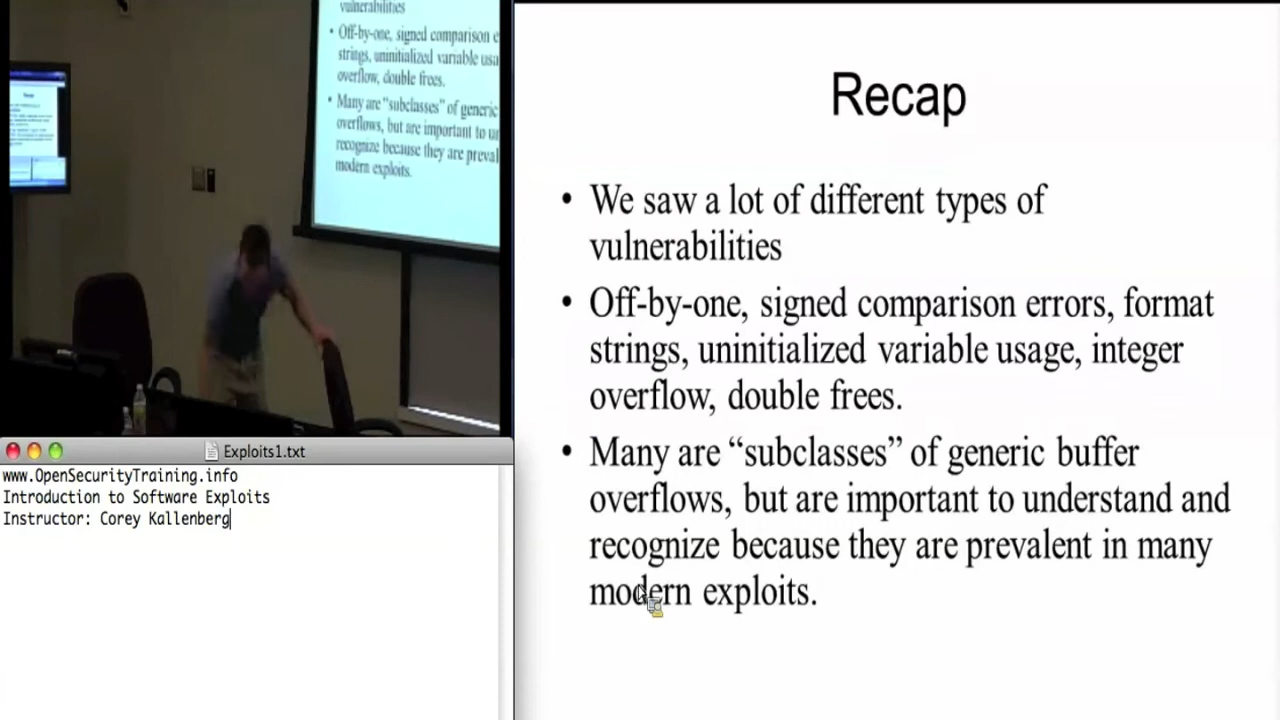 vulnerabilities
• Off-by-one, signed comparison e
strings, uninitialized variable usa
overflow, double frees.
• Many are “subclasses” of generic
overflows, but are important to un
recognize because they are preval
modern exploits.
Exploits1.txt
www.OpenSecurityTraining.info
Introduction to Software Exploits
Instructor: Corey Kallenberg
Recap
• We saw a lot of different types of
vulnerabilities
• Off-by-one, signed comparison errors, format
strings, uninitialized variable usage, integer
overflow, double frees.
• Many are “subclasses” of generic buffer
overflows, but are important to understand and
recognize because they are prevalent in many
modern exploits.